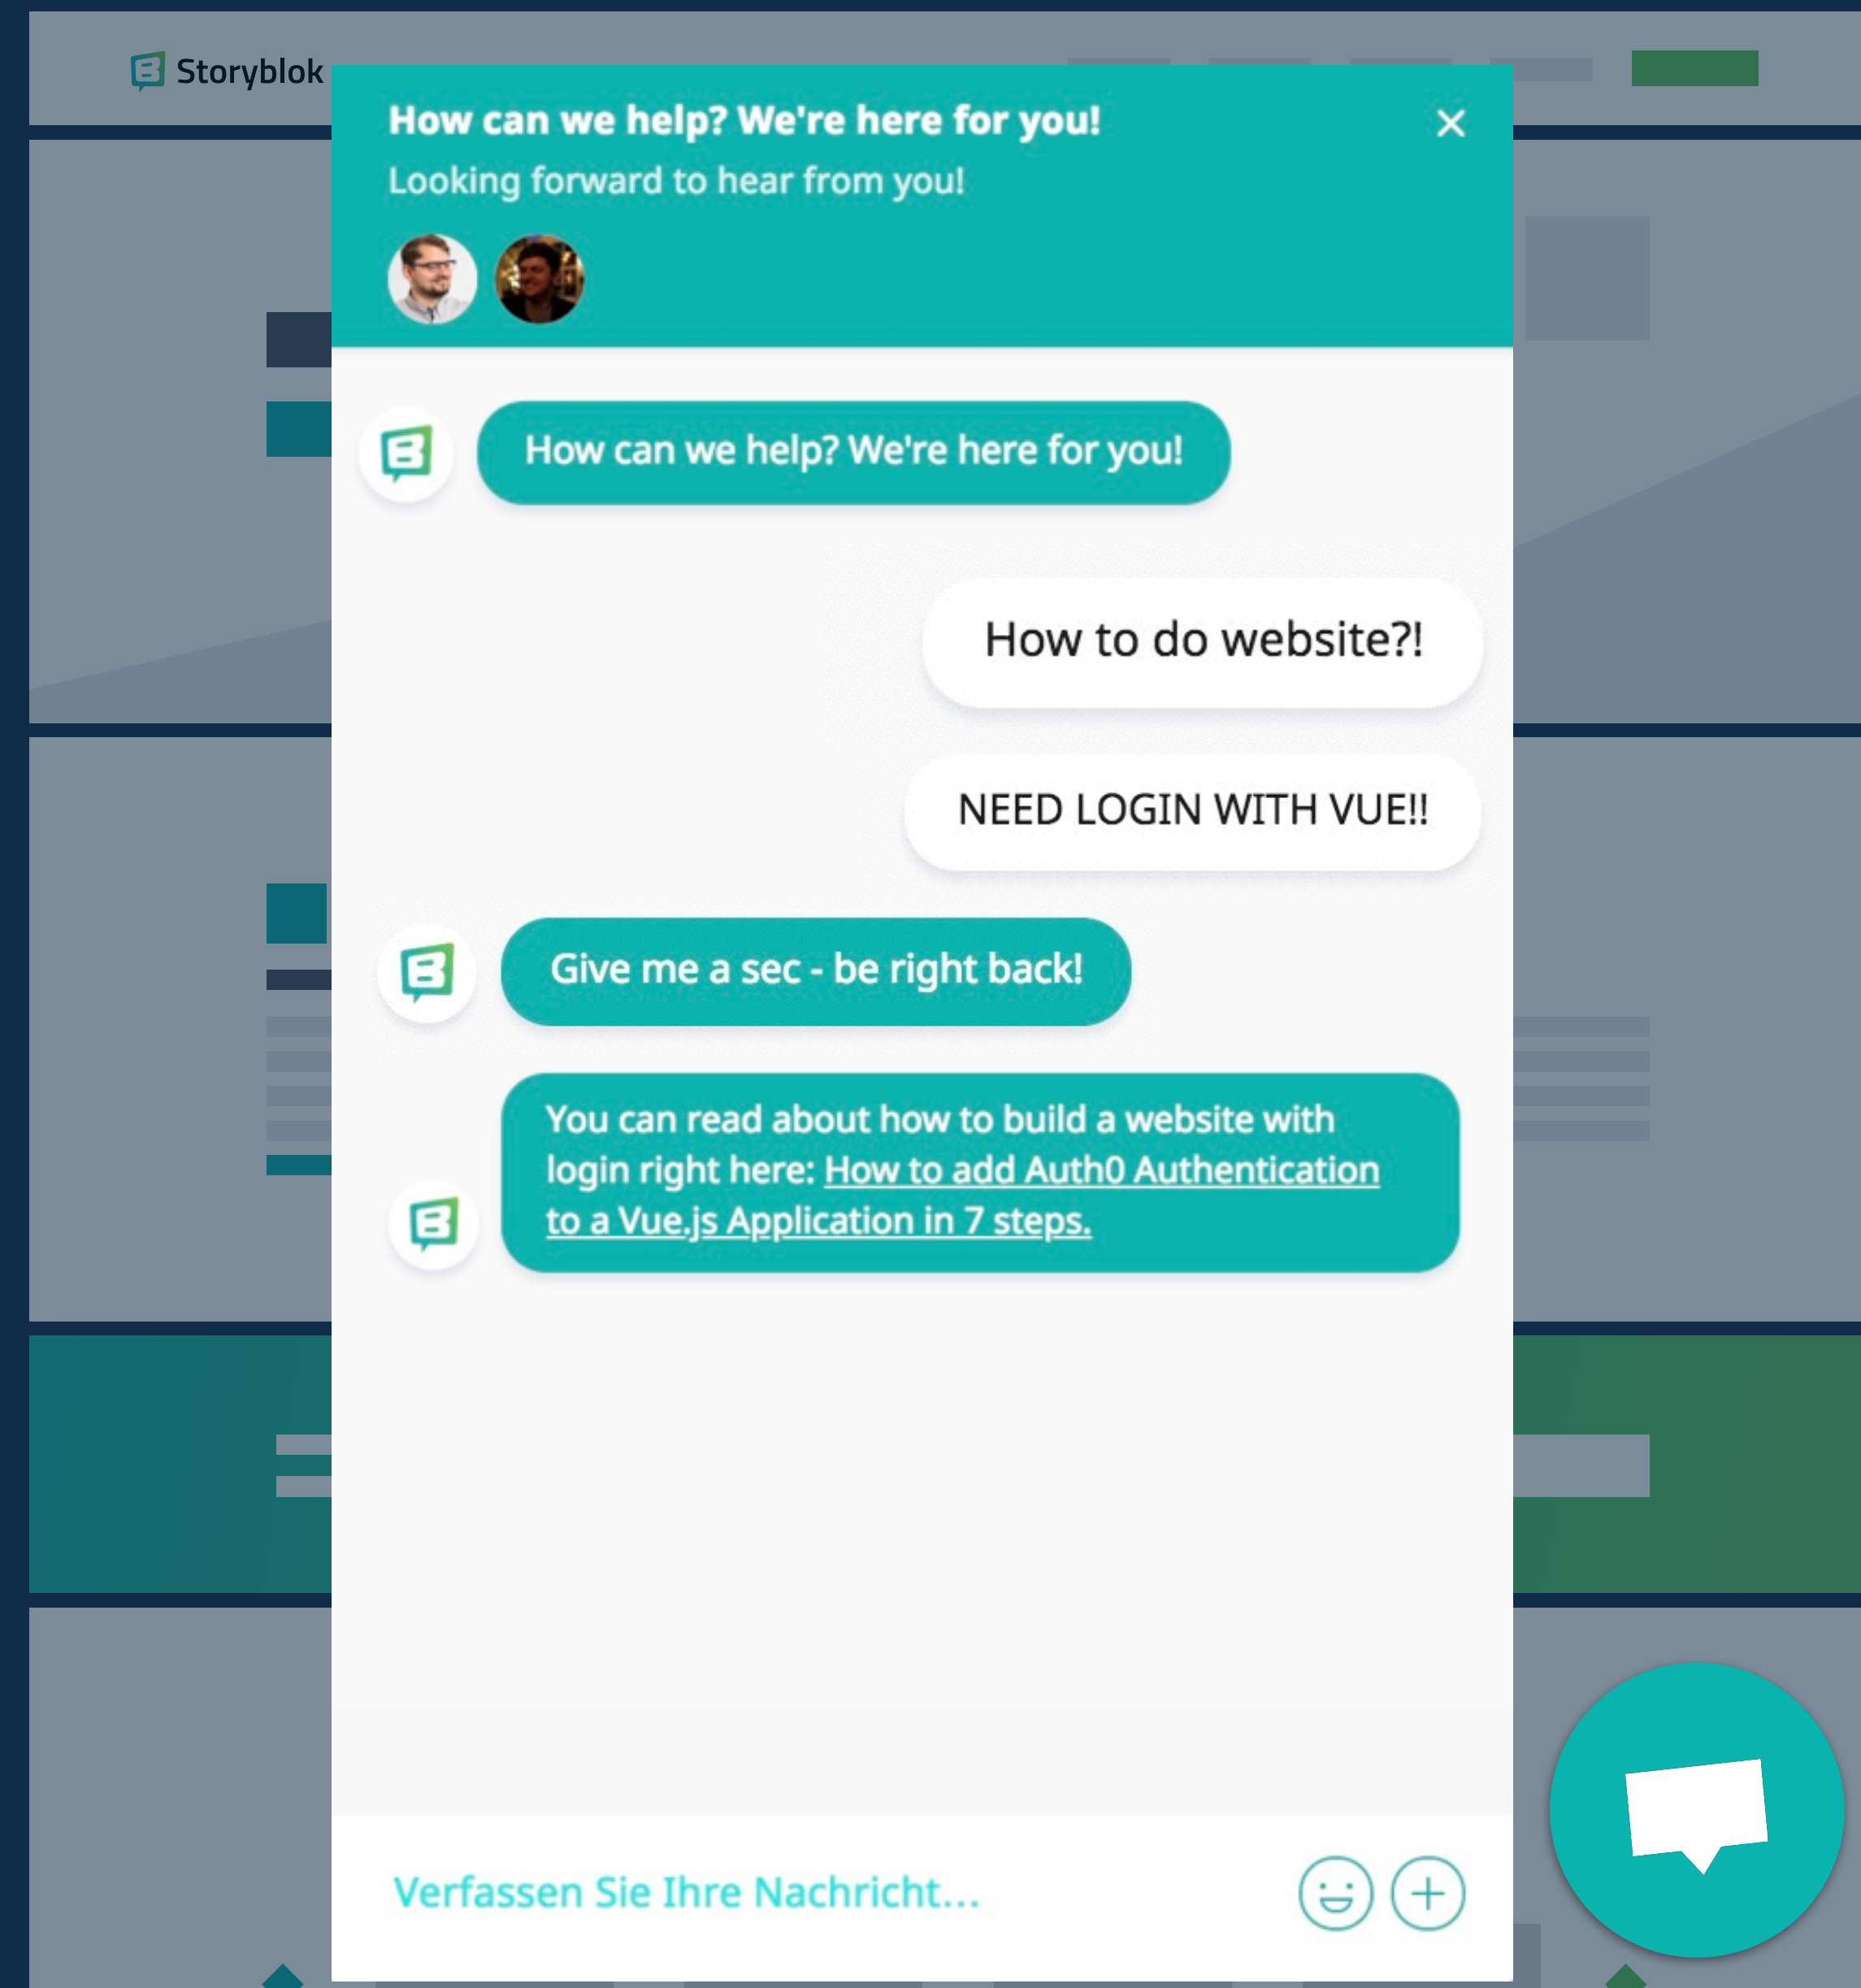 Storyblok
How can we help? We're here for you!
Looking forward to hear from you!
How can we help? We're here for you!
How to do website?!
NEED LOGIN WITH VUE!!
Give me a sec - be right back!
You can read about how to build a website with
login right here: How to add Auth0 Authentication
to a Vue.js Application in 7 steps.
Verfassen Sie Ihre Nachricht...